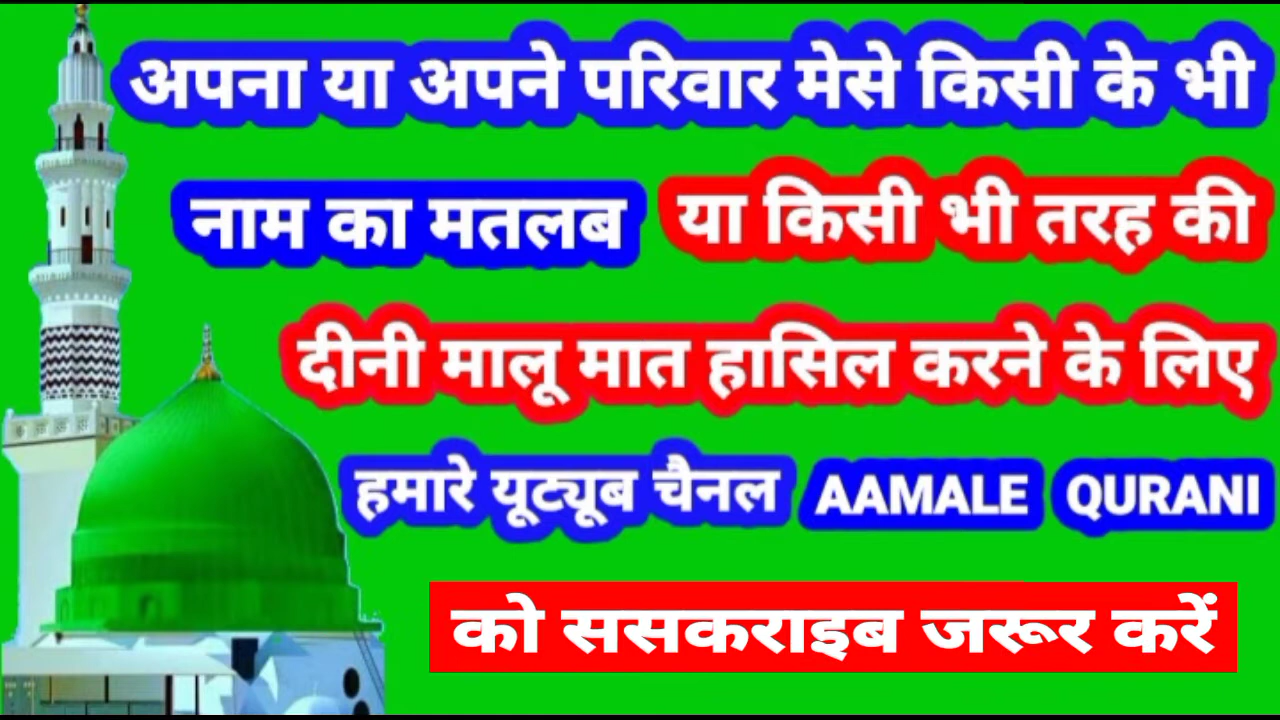 अपना या अपने परिवार मेसे किसी के भी
नाम का मतलब या किसी भी तरह की
दीनी मालू मात हासिल करने के लिए
हमारे यूट्यूब चैनल AAMALE QURANI
को ससकराइब जरूर करें